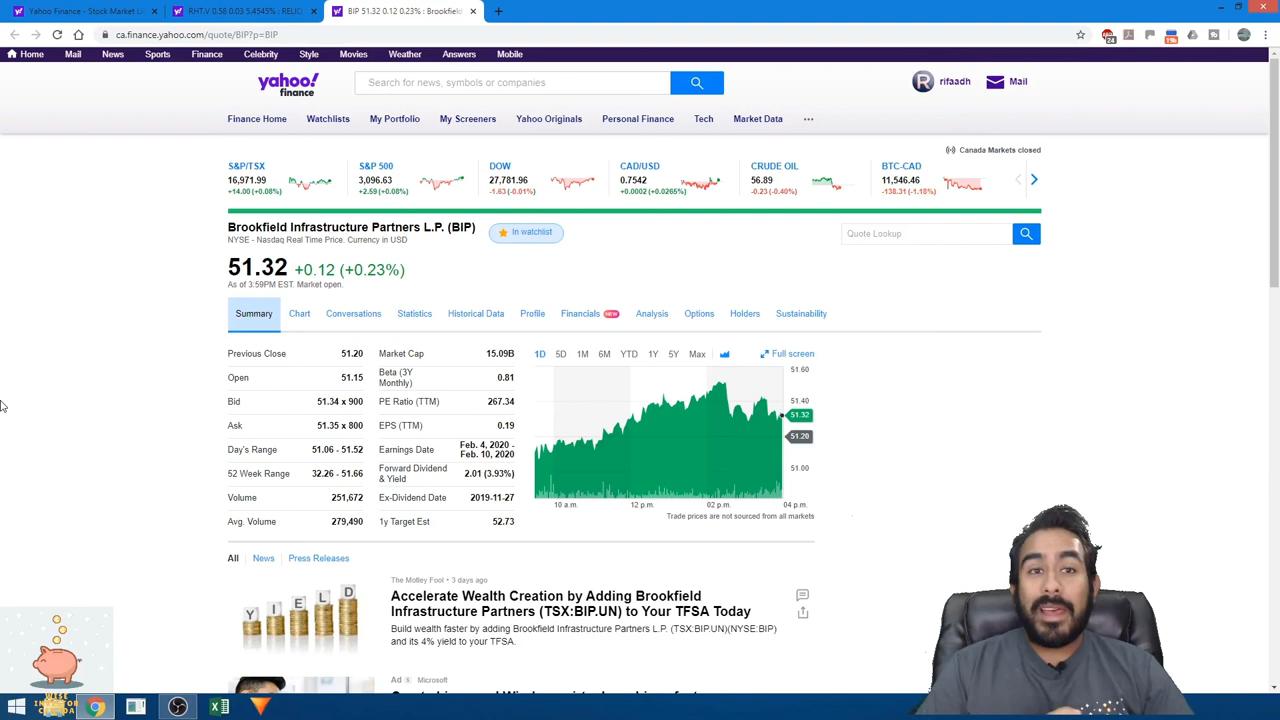 Yahoo Finance - Stock Market Li
RHT-V 0.58 0.03 5.4545% : RELIQ
BIP 51.32 0.12 0.23% : Brookfield
ca.finance.yahoo.com/quote/BIP?p=BIP
24
19h
Home Mail News Sports Finance Celebrity Style Movies Weather Answers Mobile
yahoo!
finance
Search for news, symbols or companies
R
rifaadh
Mail
Finance Home Watchlists My Portfolio My Screeners Yahoo Originals Personal Finance Tech Market Data
Canada Markets closed
S&P/TSX S&P 500 DOW CAD/USD CRUDE OIL BTC-CAD
16,971.99 3,096.63 27,781.96 0.7542 56.89 11,546.46
+14.00 (+0.08%) +2.59 (+0.08%) -1.63 (-0.01%) +0.0002 (+0.0265%) -0.23 (-0.40%) -138.31 (-1.18%)
Brookfield Infrastructure Partners L.P. (BIP)
NYSE - Nasdaq Real Time Price. Currency in USD
In watchlist
Quote Lookup
51.32 +0.12 (+0.23%)
As of 3:59PM EST. Market open.
Summary Chart Conversations Statistics Historical Data Profile Financials NEW Analysis Options Holders Sustainability
Previous Close 51.20
Open 51.15
Bid 51.34 x 900
Ask 51.35 x 800
Day's Range 51.06 - 51.52
52 Week Range 32.26 - 51.66
Volume 251,672
Avg. Volume 279,490
Market Cap 15.09B
Beta (3Y
Monthly) 0.81
PE Ratio (TTM) 267.34
EPS (TTM) 0.19
Earnings Date Feb. 4, 2020 -
Feb. 10, 2020
Forward Dividend
& Yield 2.01 (3.93%)
Ex-Dividend Date 2019-11-27
1y Target Est 52.73
1D 5D 1M 6M YTD 1Y 5Y Max
Full screen
51.60
51.40
51.32
51.20
51.00
10 a.m. 12 p.m. 02 p.m. 04 p.m.
Trade prices are not sourced from all markets
All News Press Releases
YIELD
The Motley Fool • 3 days ago
Accelerate Wealth Creation by Adding Brookfield
Infrastructure Partners (TSX:BIP.UN) to Your TFSA Today
Build wealth faster by adding Brookfield Infrastructure Partners L.P. (TSX:BIP.UN)(NYSE:BIP)
and its 4% yield to your TFSA.
Ad Microsoft
WISE
INVESTOR
CANADA